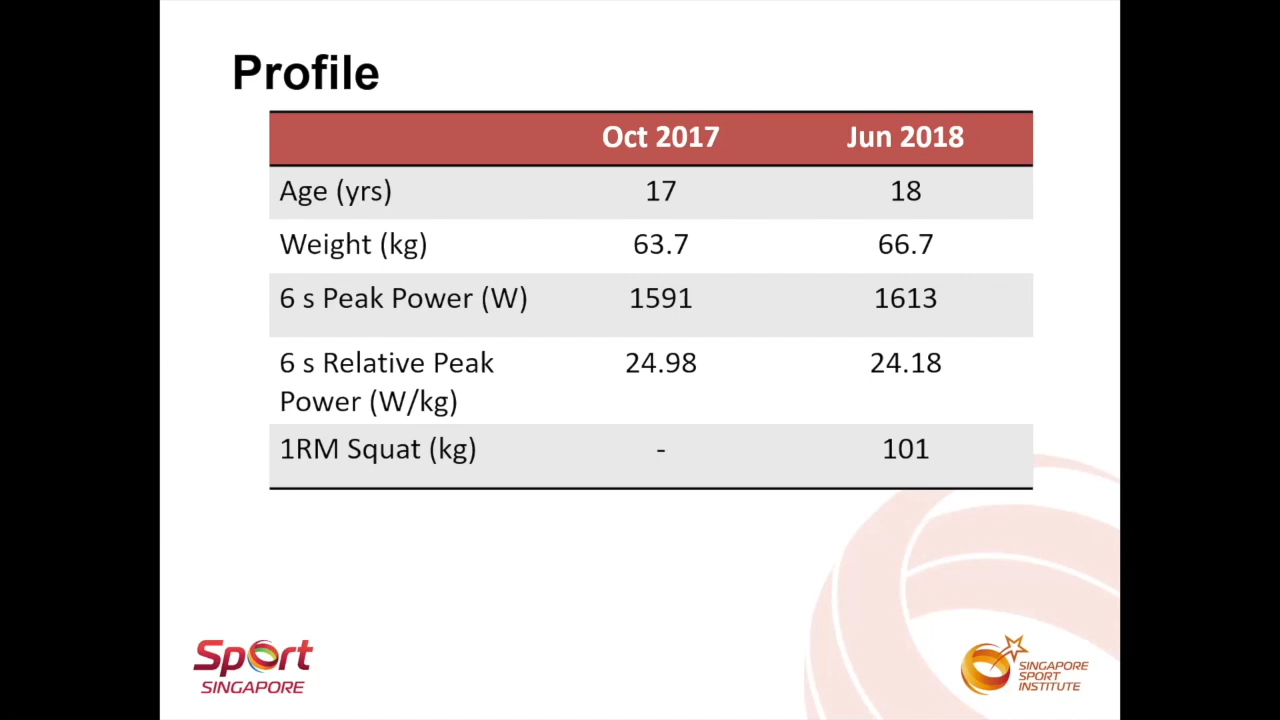 Profile
Oct 2017 Jun 2018
Age (yrs) 17 18
Weight (kg) 63.7 66.7
6 s Peak Power (W) 1591 1613
6 s Relative Peak 24.98 24.18
Power (W/kg)
1RM Squat (kg) - 101
Sport
SINGAPORE
SINGAPORE
SPORT
INSTITUTE